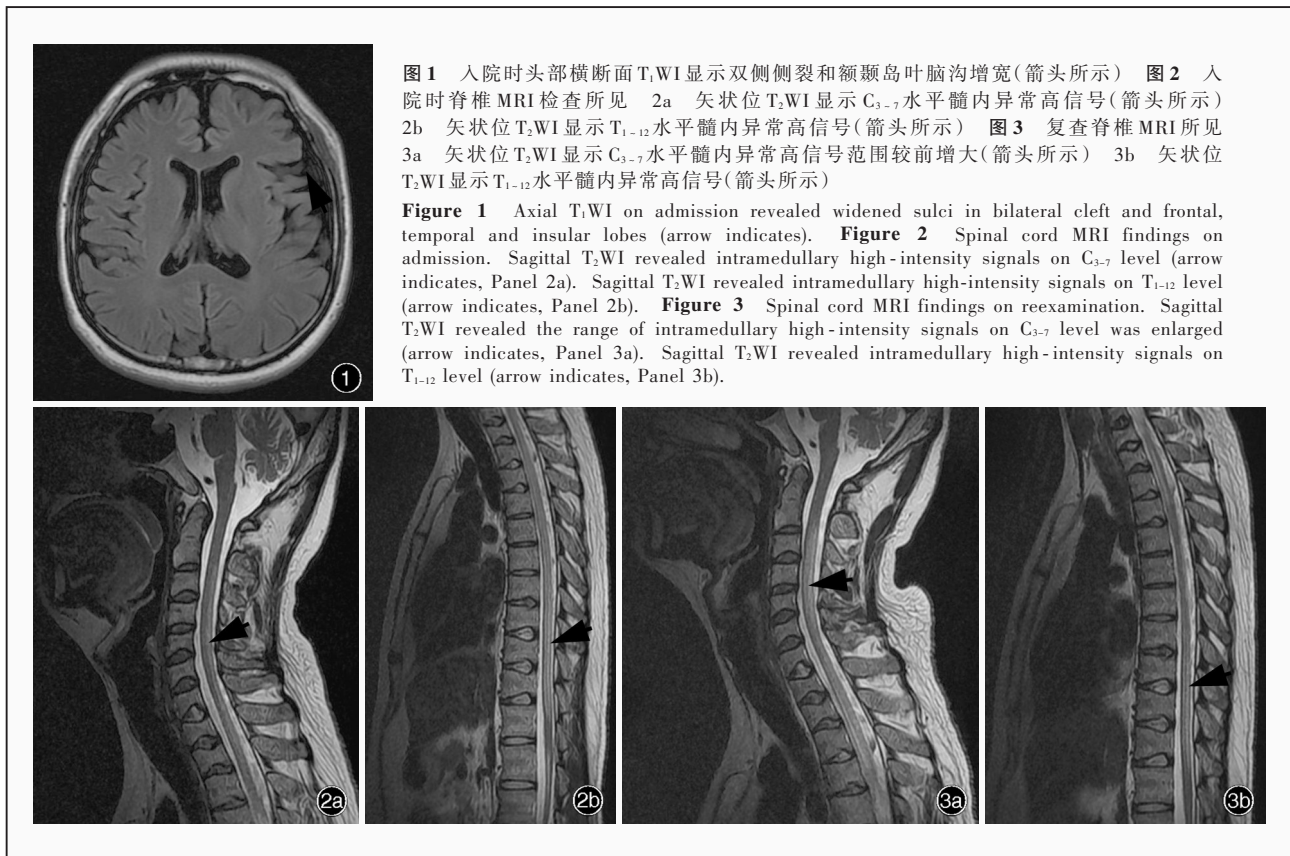 图1 入院时头部横断面T₁WI显示双侧侧裂和额颞岛叶脑沟增宽(箭头所示) 图2 入
院时脊椎MRI检查所见 2a 矢状位T₂WI显示C₃₋₇水平髓内异常高信号(箭头所示)
2b 矢状位T₂WI显示T₁₋₁₂水平髓内异常高信号(箭头所示) 图3 复查脊椎MRI所见
3a 矢状位T₂WI显示C₃₋₇水平髓内异常高信号范围较前增大(箭头所示) 3b 矢状位
T₂WI显示T₁₋₁₂水平髓内异常高信号(箭头所示)
Figure 1 Axial T₁WI on admission revealed widened sulci in bilateral cleft and frontal,
temporal and insular lobes (arrow indicates). Figure 2 Spinal cord MRI findings on
admission. Sagittal T₂WI revealed intramedullary high-intensity signals on C₃₋₇ level (arrow
indicates, Panel 2a). Sagittal T₂WI revealed intramedullary high-intensity signals on T₁₋₁₂ level
(arrow indicates, Panel 2b). Figure 3 Spinal cord MRI findings on reexamination. Sagittal
T₂WI revealed the range of intramedullary high-intensity signals on C₃₋₇ level was enlarged
(arrow indicates, Panel 3a). Sagittal T₂WI revealed intramedullary high-intensity signals on
T₁₋₁₂ level (arrow indicates, Panel 3b).
1
2a
2b
3a
3b